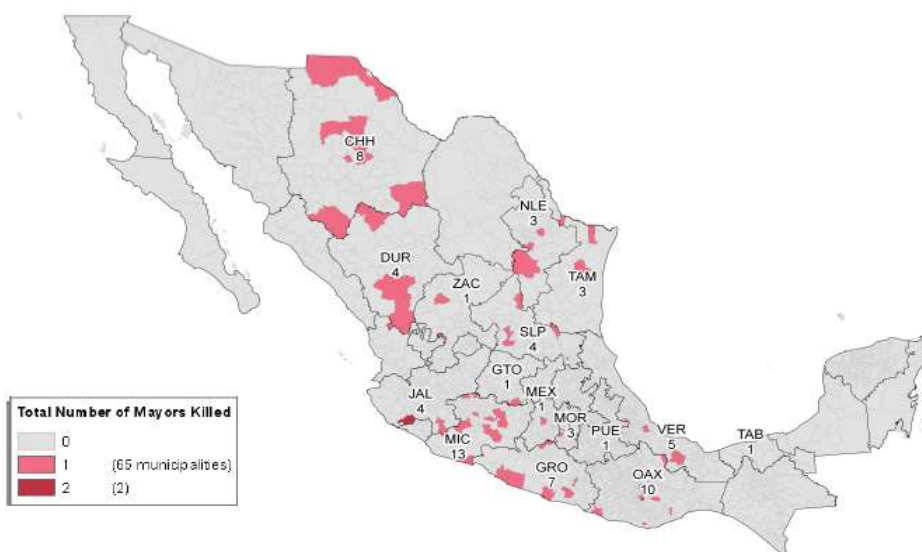 CHH
8
NLE
3
DUR
4
ZAC
1
TAM
3
SLP
4
GTO
1
MEX
1
JAL
4
MOR
3
MIC
13
PUE
1
VER
5
TAB
1
GRO
7
OAX
10
Total Number of Mayors Killed
0
1 (65 municipalities)
2 (2)